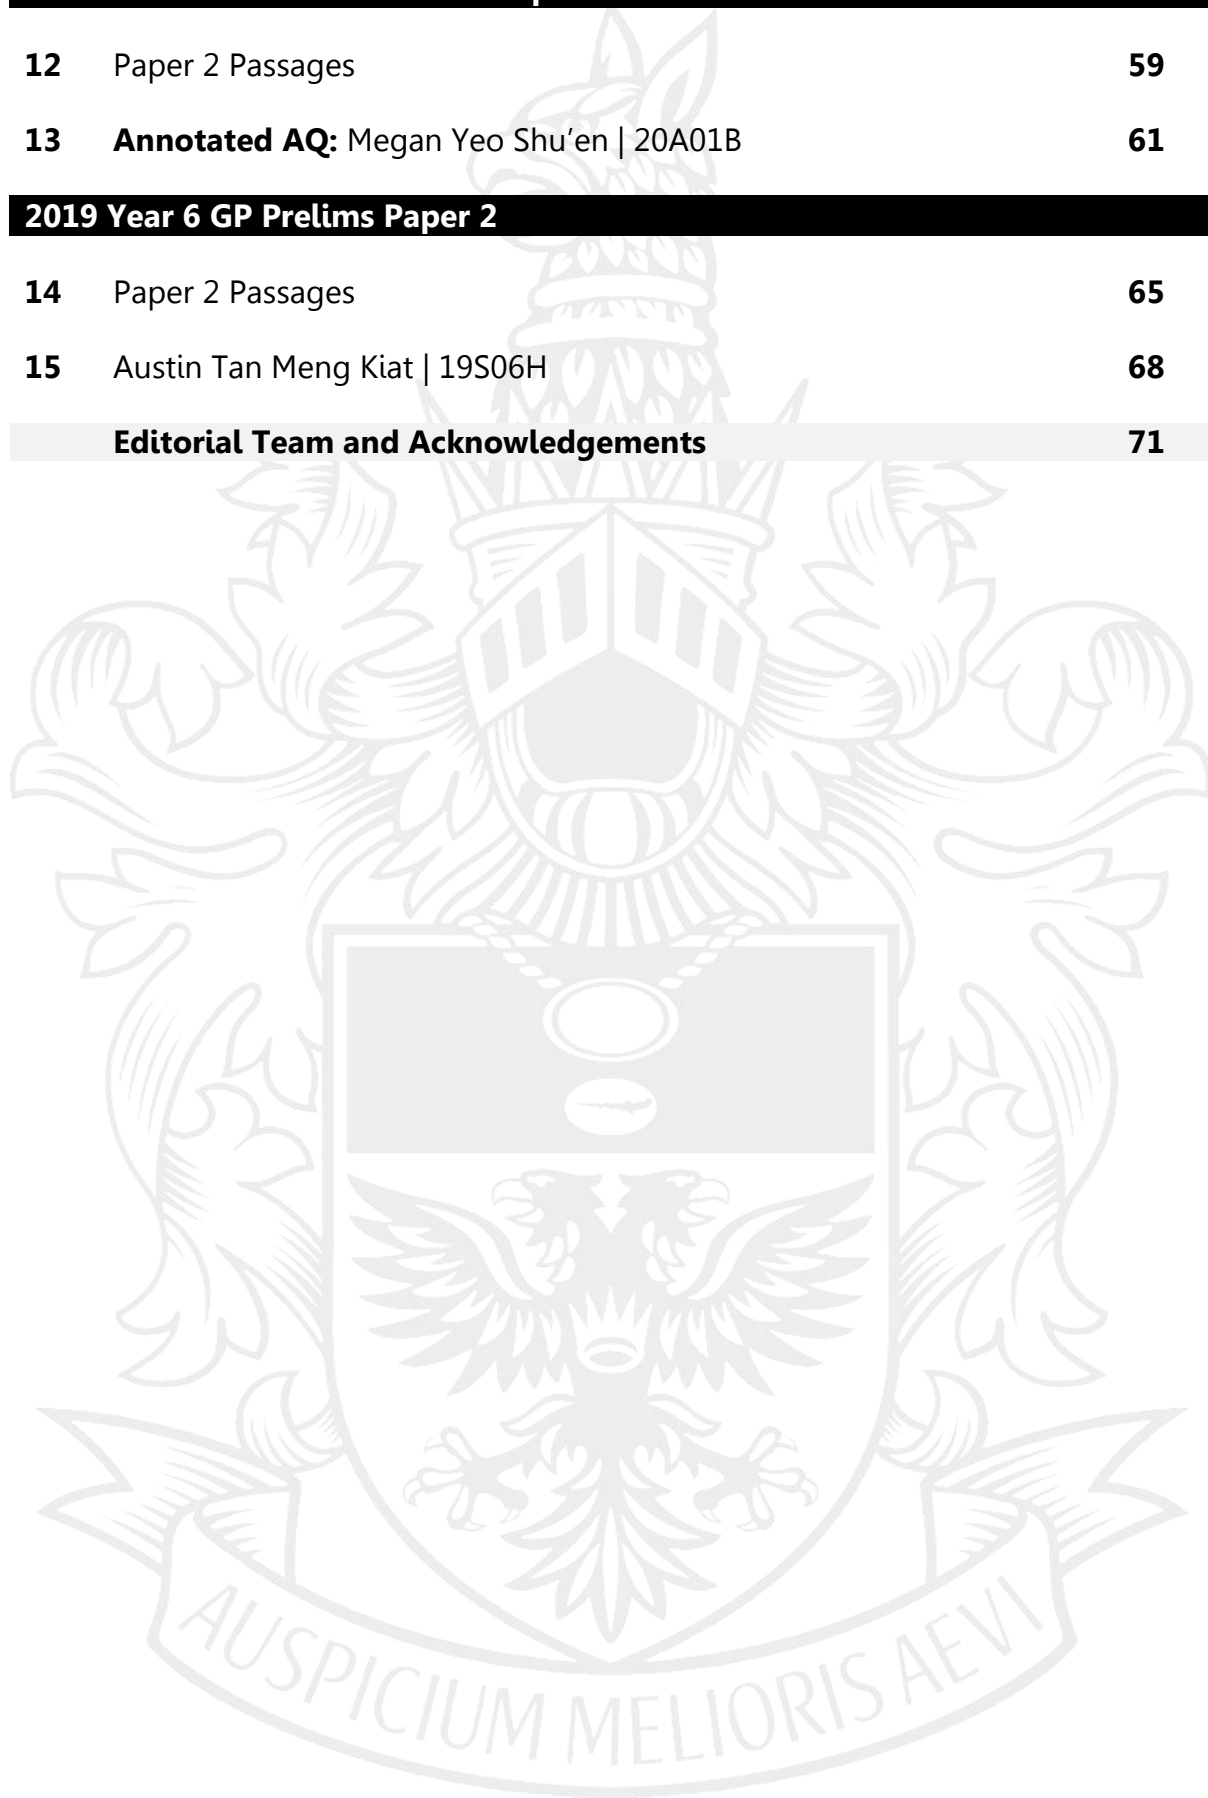 12 Paper 2 Passages 59
13 Annotated AQ: Megan Yeo Shu'en | 20A01B 61
2019 Year 6 GP Prelims Paper 2
14 Paper 2 Passages 65
15 Austin Tan Meng Kiat | 19S06H 68
Editorial Team and Acknowledgements 71
AUSPICIUM MELIORIS AEVI